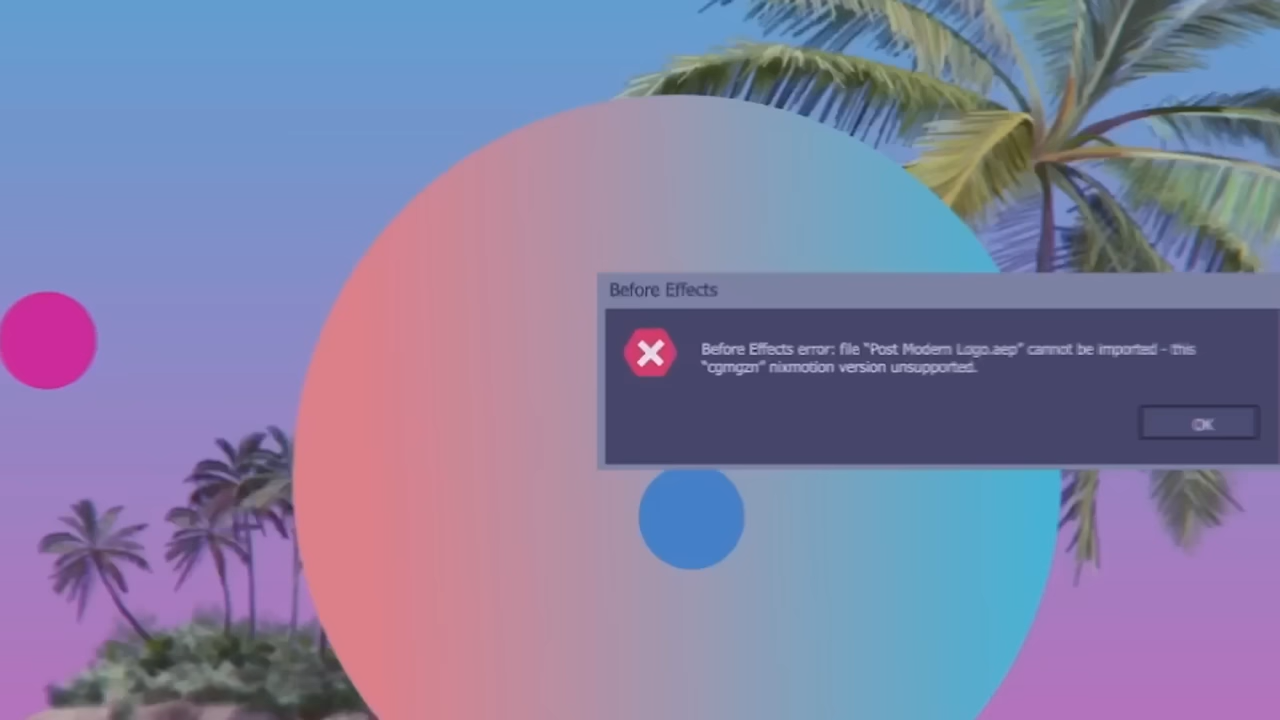 Before Effects
Before Effects error: file “Post Modern Logo.aep” cannot be imported - this
“cgmgzn” nixmotion version unsupported.
OK